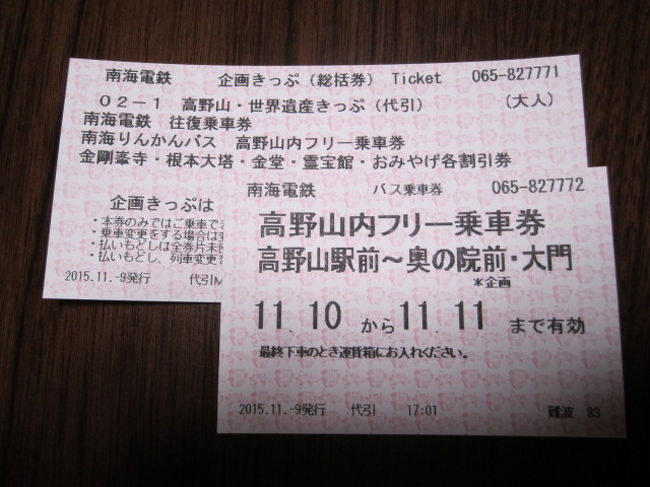 南海電鉄 企画きっぷ（総括券） Ticket 065-827771
０２－１ 高野山・世界遺産きっぷ（代引） （大人）
南海電鉄 往復乗車券
南海りんかんバス 高野山内フリー乗車券
金剛峯寺・根本大塔・金堂・霊宝館・おみやげ各割引券
企画きっぷは
・本券のみではご乗車でき
・乗車変更をする場合は
・払いもどしは全券片未
・払いもどし、列車変更を
2015.11.-9発行 代引
南海電鉄 バス乗車券 065-827772
高野山内フリー乗車券
高野山駅前～奥の院前・大門
*企画
11. 10 から 11. 11 まで有効
最終下車のとき運賃箱にお入れください。
2015.11.-9発行 代引 17:01 難波 83